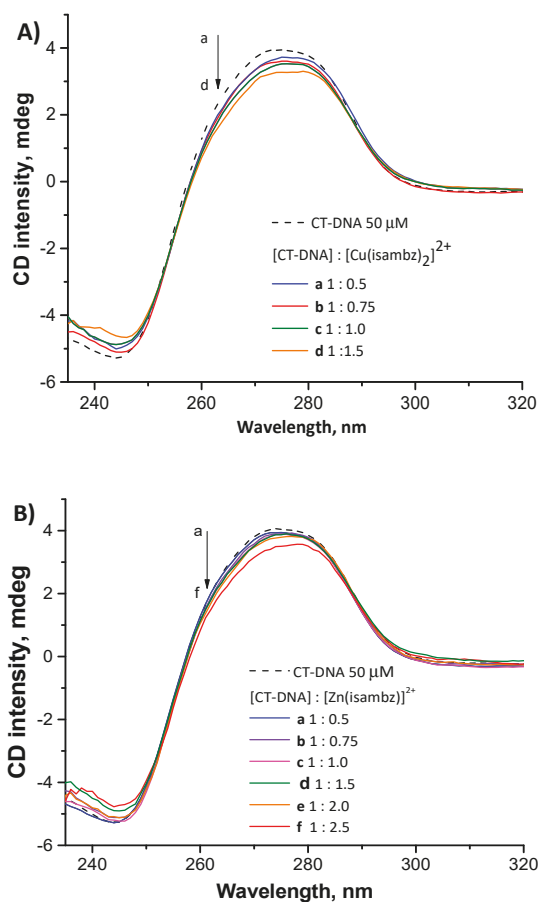 A)
a
d
CD intensity, mdeg
4
2
0
-2
-4
-6
CT-DNA 50 μM
[CT-DNA] : [Cu(isambz)2]2+
a 1 : 0.5
b 1 : 0.75
c 1 : 1.0
d 1 :1.5
240 260 280 300 320
Wavelength, nm
B)
a
f
CD intensity, mdeg
4
2
0
-2
-4
-6
CT-DNA 50 μM
[CT-DNA] : [Zn(isambz)]2+
a 1 : 0.5
b 1 : 0.75
c 1 : 1.0
d 1 : 1.5
e 1 : 2.0
f 1 : 2.5
240 260 280 300 320
Wavelength, nm